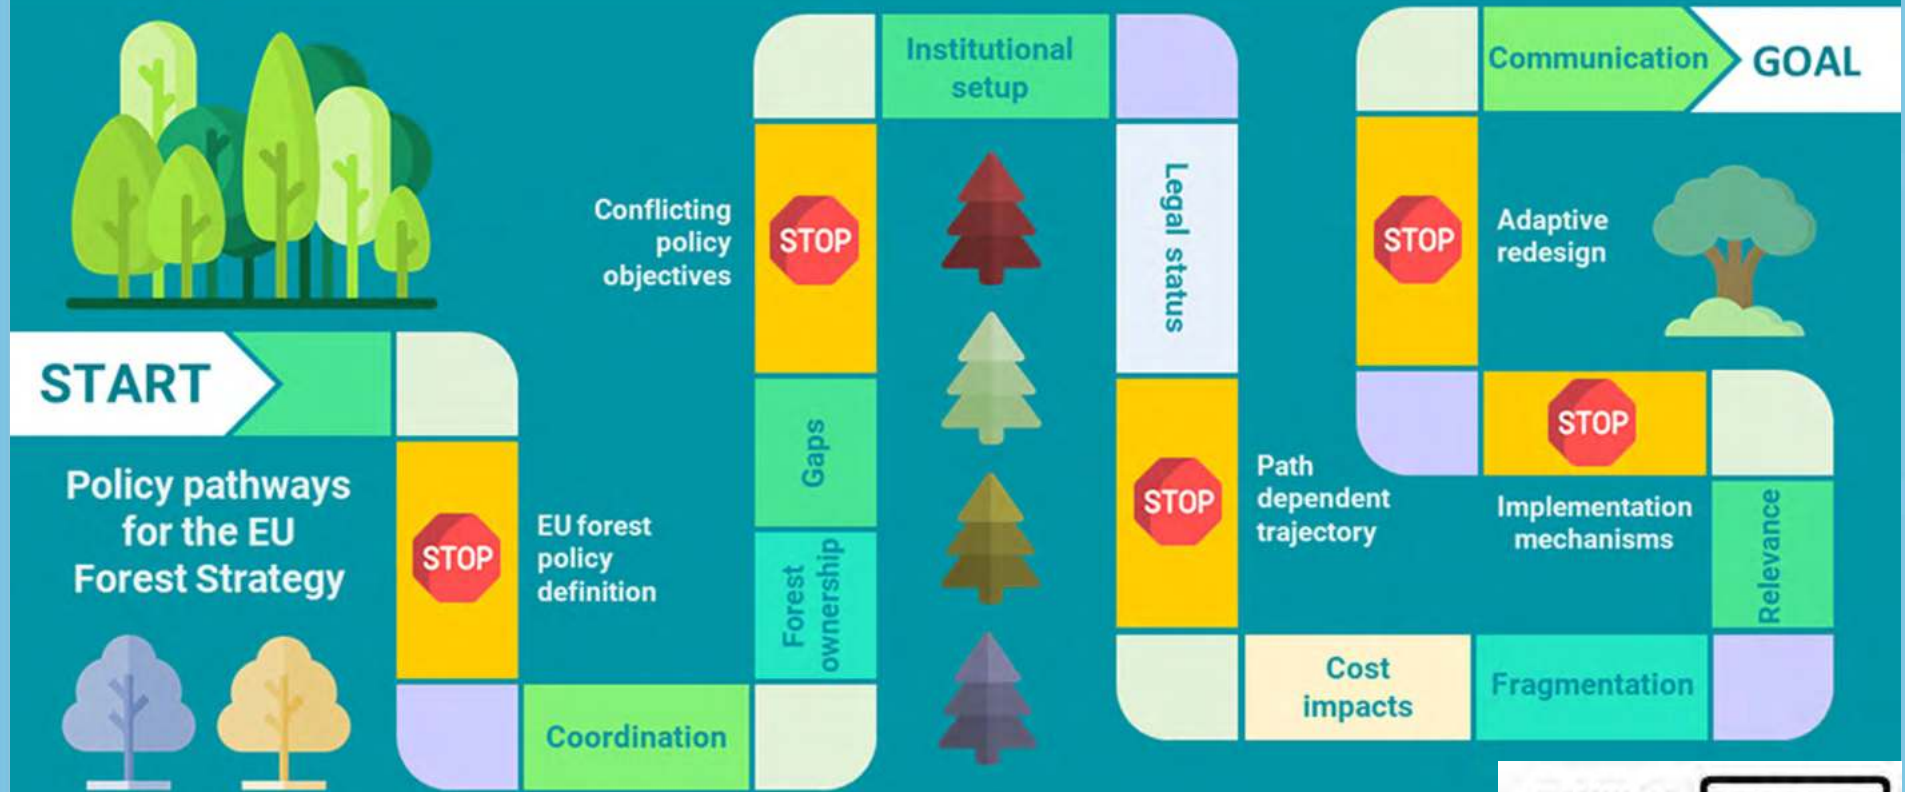 START
Policy pathways
for the EU
Forest Strategy
STOP
EU forest
policy
definition
Coordination
Forest
ownership
Gaps
STOP
Conflicting
policy
objectives
Institutional
setup
Legal status
STOP
Path
dependent
trajectory
Cost
impacts
Fragmentation
Relevance
STOP
Implementation
mechanisms
STOP
Adaptive
redesign
Communication
GOAL